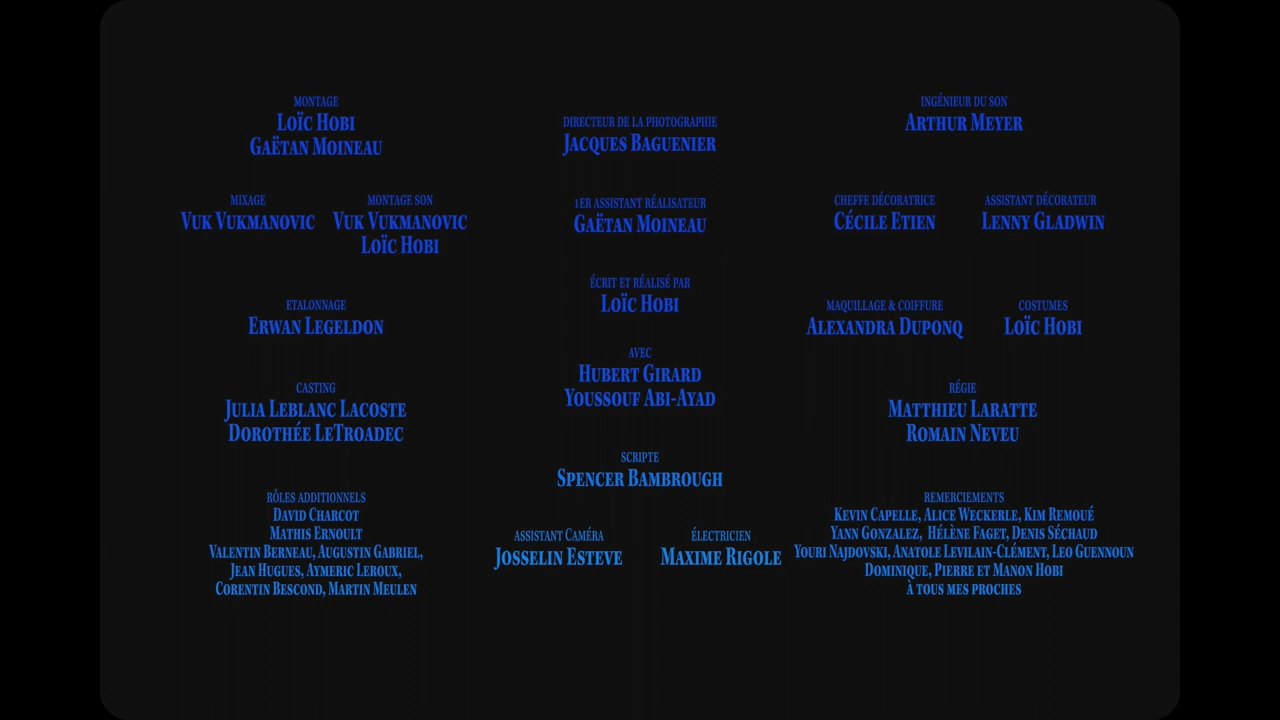 MONTAGE
LOÏC HOBI
GAËTAN MOINEAU
MIXAGE
VUK VUKMANOVIC
MONTAGE SON
VUK VUKMANOVIC
LOÏC HOBI
ETALONNAGE
ERWAN LEGELDON
CASTING
JULIA LEBLANC LACOSTE
DOROTHÉE LETROADEC
RÔLES ADDITIONNELS
DAVID CHARCOT
MATHIS ERNOULT
VALENTIN BERNEAU, AUGUSTIN GABRIEL,
JEAN HUGUES, AYMERIC LEROUX,
CORENTIN BESCOND, MARTIN MEULEN
DIRECTEUR DE LA PHOTOGRAPHIE
JACQUES BAGUENIER
1ER ASSISTANT RÉALISATEUR
GAËTAN MOINEAU
ÉCRIT ET RÉALISÉ PAR
LOÏC HOBI
AVEC
HUBERT GIRARD
YOUSSOUF ABI-AYAD
SCRIPTE
SPENCER BAMBROUGH
ASSISTANT CAMÉRA
JOSSELIN ESTEVE
ÉLECTRICIEN
MAXIME RIGOLE
INGÉNIEUR DU SON
ARTHUR MEYER
CHEFFE DÉCORATRICE
CÉCILE ETIEN
ASSISTANT DÉCORATEUR
LENNY GLADWIN
MAQUILLAGE & COIFFURE
ALEXANDRA DUPONQ
COSTUMES
LOÏC HOBI
RÉGIE
MATTHIEU LARATTE
ROMAIN NEVEU
REMERCIEMENTS
KEVIN CAPELLE, ALICE WECKERLE, KIM REMOUÉ
YANN GONZALEZ, HÉLÈNE FAGET, DENIS SÉCHAUD
YOURI NAJDOVSKI, ANATOLE LEVILAIN-CLÉMENT, LEO GUENNOUN
DOMINIQUE, PIERRE ET MANON HOBI
À TOUS MES PROCHES